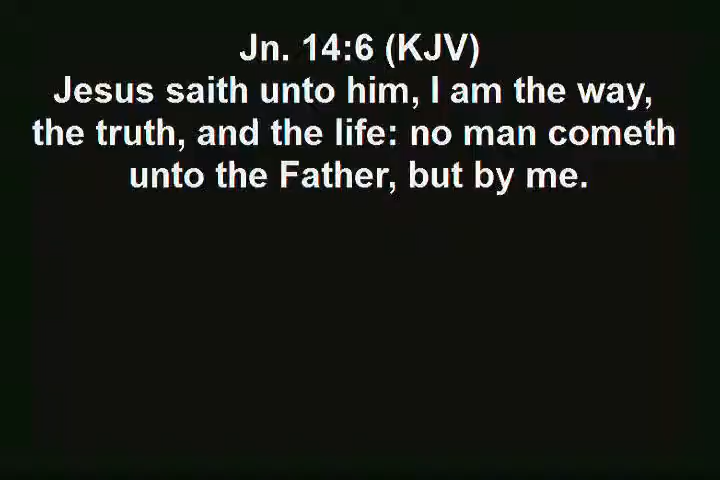 Jn. 14:6 (KJV)
Jesus saith unto him, I am the way,
the truth, and the life: no man cometh
unto the Father, but by me.